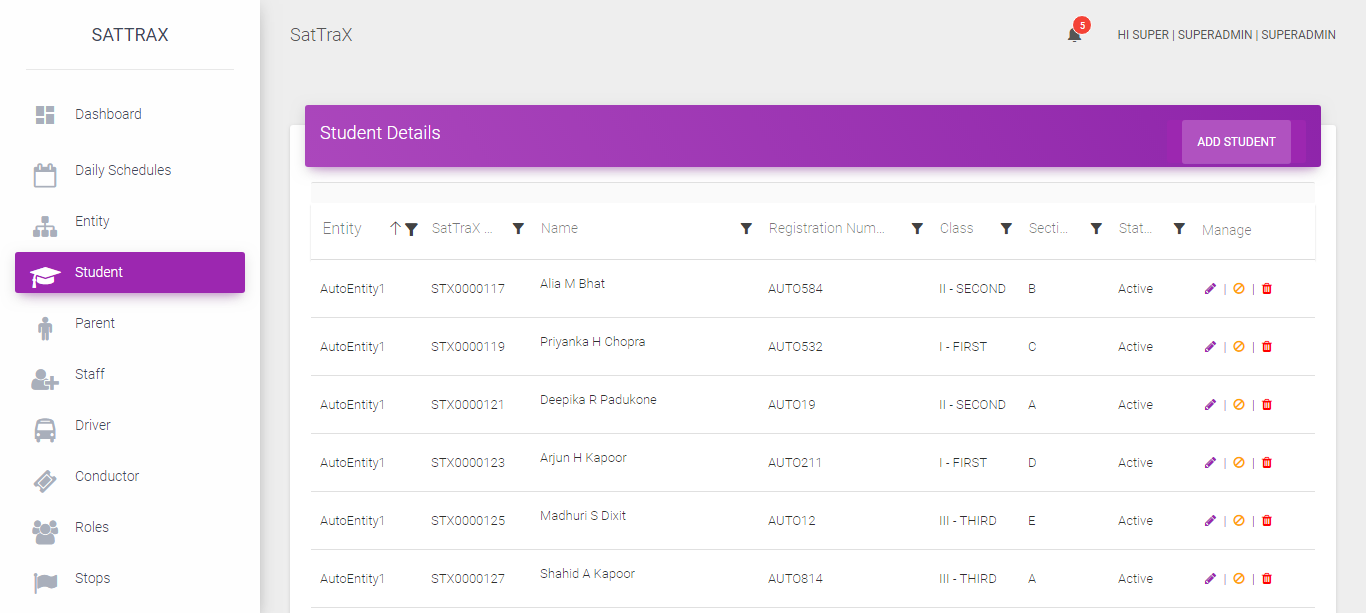 SATTRAX
Dashboard
Daily Schedules
Entity
Student
Parent
Staff
Driver
Conductor
Roles
Stops
SatTraX
5
HI SUPER | SUPERADMIN | SUPERADMIN
Student Details
ADD STUDENT
Entity SatTraX ... Name Registration Num... Class Secti... Stat... Manage
AutoEntity1 STX0000117 Alia M Bhat AUTO584 II - SECOND B Active | |
AutoEntity1 STX0000119 Priyanka H Chopra AUTO532 I - FIRST C Active | |
AutoEntity1 STX0000121 Deepika R Padukone AUTO19 II - SECOND A Active | |
AutoEntity1 STX0000123 Arjun H Kapoor AUTO211 I - FIRST D Active | |
AutoEntity1 STX0000125 Madhuri S Dixit AUTO12 III - THIRD E Active | |
AutoEntity1 STX0000127 Shahid A Kapoor AUTO814 III - THIRD A Active | |